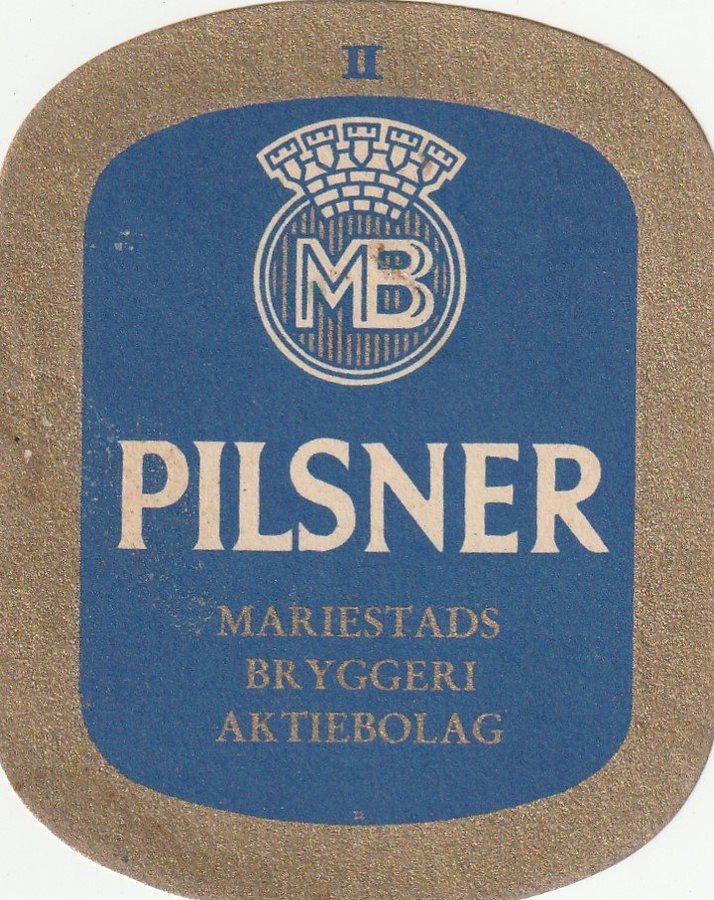 II
MB
PILSNER
MARIESTADS
BRYGGERI
AKTIEBOLAG